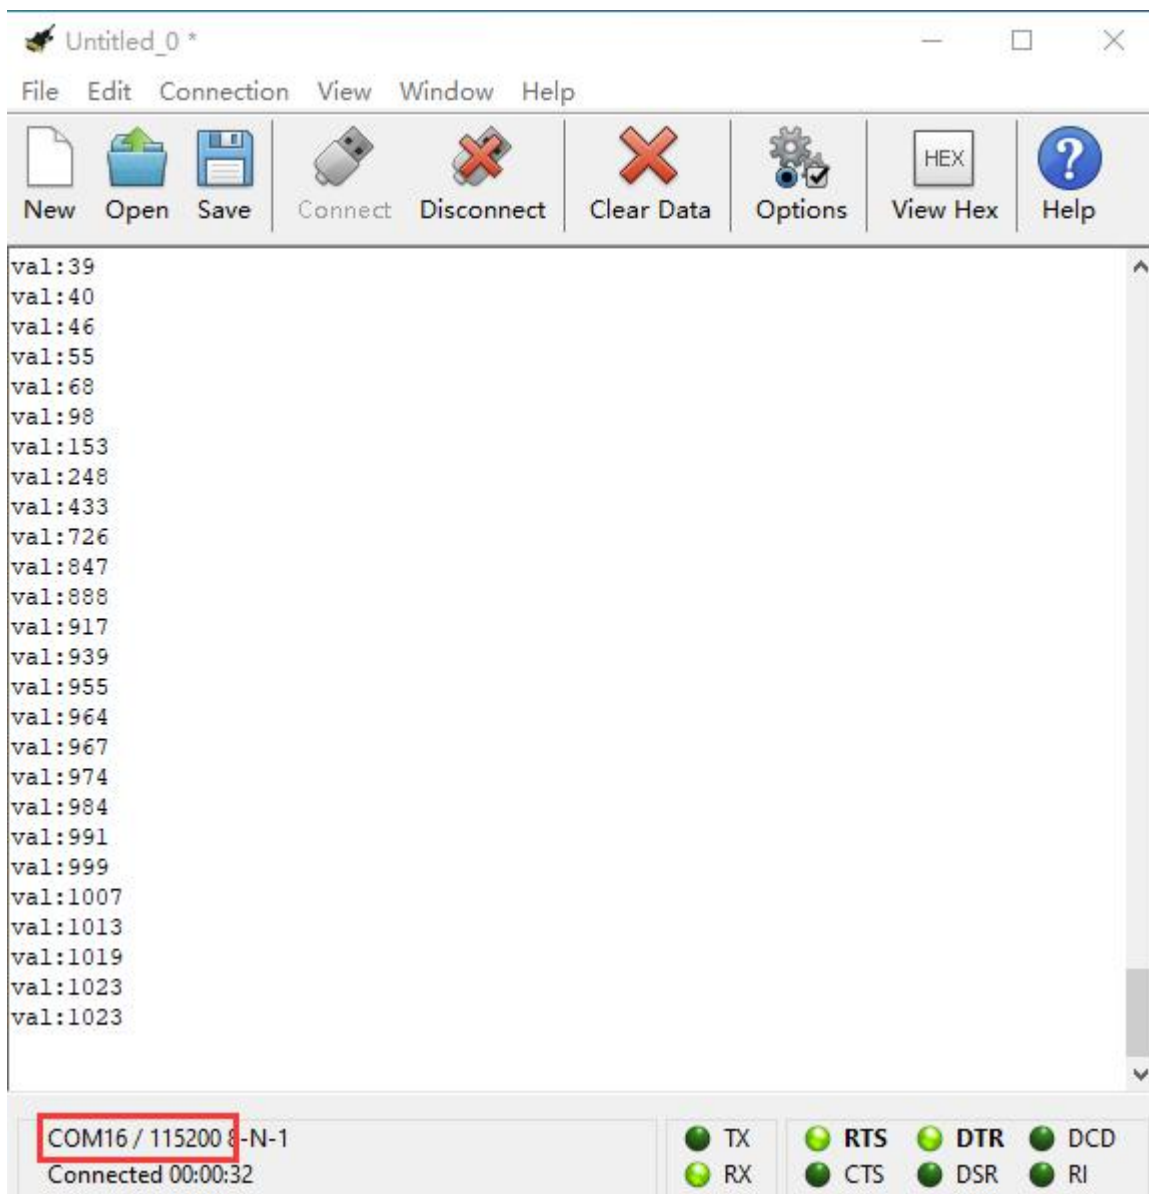 Untitled_0 *
File Edit Connection View Window Help
HEX ?
New Open Save Connect Disconnect Clear Data Options View Hex Help
val:39
val:40
val:46
val:55
val:68
val:98
val:153
val:248
val:433
val:726
val:847
val:888
val:917
val:939
val:955
val:964
val:967
val:974
val:984
val:991
val:999
val:1007
val:1013
val:1019
val:1023
val:1023
COM16 / 115200 8-N-1 TX RTS DTR DCD
Connected 00:00:32 RX CTS DSR RI